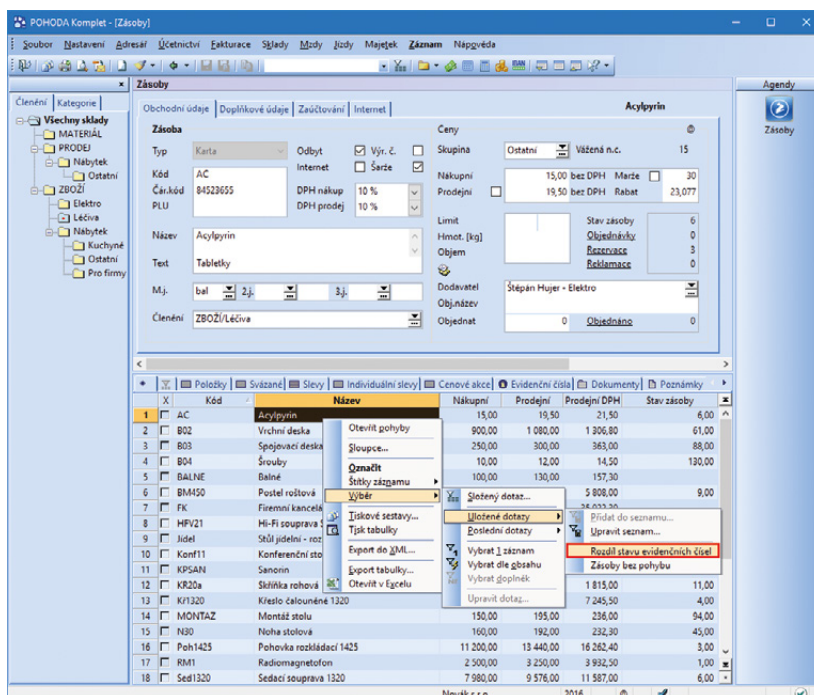 POHODA Komplet - [Zásoby]
Soubor Nastavení Adresář Účetnictví Fakturace Sklady Mzdy Jízdy Majetek Záznam Nápověda
Zásoby
Agendy
Zásoby
Členění Kategorie
Všechny sklady
MATERIÁL
PRODEJ
Nábytek
Ostatní
ZBOŽÍ
Elektro
Léčiva
Nábytek
Kuchyně
Ostatní
Pro firmy
Obchodní údaje Doplňkové údaje Zaúčtování Internet Acylpyrin
Zásoba Ceny @
Typ Karta Odbyt Výr. č. Skupina Ostatní Vážená n.c. 15
Internet Šarže
Kód AC Nákupní 15,00 bez DPH Marže 30
Čár.kód 84523655 DPH nákup 10 % Prodejní 19,50 bez DPH Rabat 23,077
PLU DPH prodej 10 %
Limit Stav zásoby 6
Název Acylpyrin Hmot. [kg] Objednávky 0
Objem Rezervace 3
Text Tabletky Reklamace 0
M.j. bal 2.j. 3.j. Dodavatel Štěpán Hujer - Elektro
Obj.název
Členění ZBOŽÍ/Léčiva Objednat 0 Objednáno 0
Položky Svázané Slevy Individuální slevy Cenové akce Evidenční čísla Dokumenty Poznámky
X Kód Název Nákupní Prodejní Prodejní DPH Stav zásoby
1 AC Acylpyrin 15,00 19,50 21,50 6,00
2 B02 Vrchní deska 900,00 1 080,00 1 306,80 61,00
3 B03 Spojovací deska 250,00 300,00 363,00 88,00
4 B04 Šrouby 10,00 12,00 14,50 130,00
5 BALNE Balné 100,00 130,00 157,30
6 BM450 Postel roštová 5 808,00 9,00
7 FK Firemní kancelá
8 HFV21 Hi-Fi souprava
9 Jidel Stůl jídelní - roz
10 Konf11 Konferenční sto
11 KPSAN Sanorin
12 KR20a Skříňka rohová 1 815,00 11,00
13 Kř1320 Křeslo čalouněné 1320 7 245,50 4,00
14 MONTAZ Montáž stolu 150,00 195,00 236,00 94,00
15 N30 Noha stolová 160,00 192,00 232,30 45,00
16 Poh1425 Pohovka rozkládací 1425 11 200,00 13 440,00 16 262,40 3,00
17 RM1 Radiomagnetofon 2 500,00 3 250,00 3 932,50 1,00
18 Sed1320 Sedací souprava 1320 7 980,00 9 576,00 11 587,00 6,00
Otevřít pohyby
Sloupce...
Označit
Štítky záznamu
Výběr
Tiskové sestavy...
Tisk tabulky
Export do XML...
Export tabulky...
Otevřít v Excelu
Složený dotaz...
Uložené dotazy
Poslední dotazy
Vybrat 1 záznam
Vybrat dle obsahu
Vybrat doplněk
Upravit dotaz...
Přidat do seznamu...
Upravit seznam...
Rozdíl stavu evidenčních čísel
Zásoby bez pohybu
Novák s.r.o. 2016 @